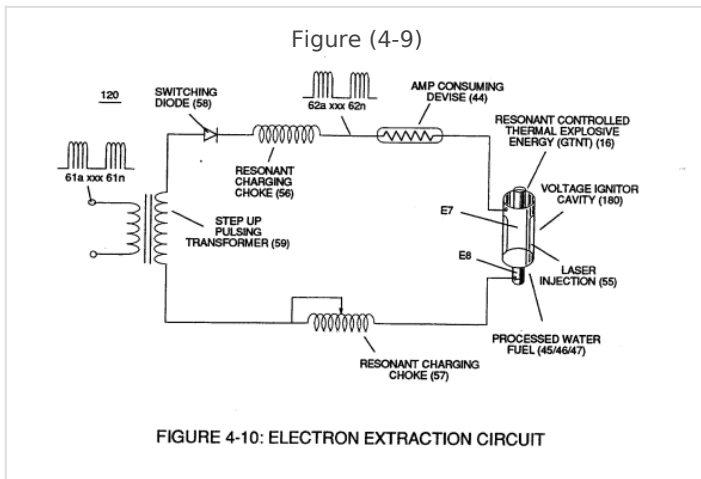 Figure (4-9)
120
SWITCHING
DIODE (58)
62a xxx 62n
AMP CONSUMING
DEVISE (44)
RESONANT CONTROLLED
THERMAL EXPLOSIVE
ENERGY (GTNT) (16)
61a xxx 61n
RESONANT
CHARGING
CHOKE (56)
VOLTAGE IGNITOR
CAVITY (180)
E7
STEP UP
PULSING
TRANSFORMER (59)
E8
LASER
INJECTION (55)
PROCESSED WATER
FUEL (45/46/47)
RESONANT CHARGING
CHOKE (57)
FIGURE 4-10: ELECTRON EXTRACTION CIRCUIT